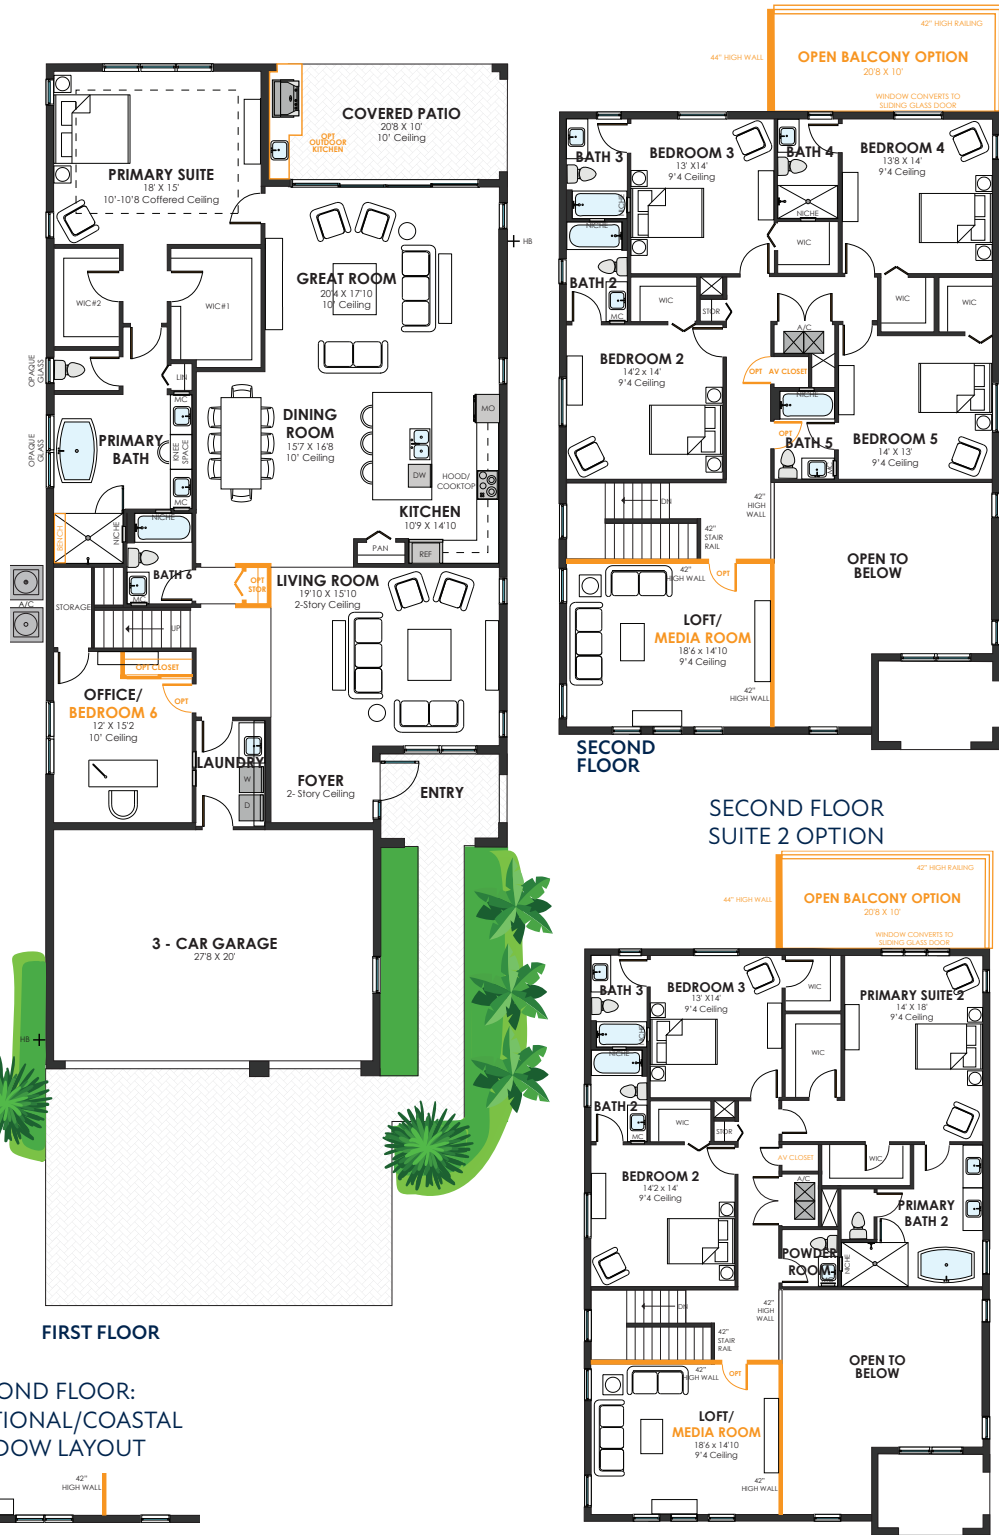 PRIMARY SUITE
18' X 15'
10'-10'8 Coffered Ceiling
COVERED PATIO
20'8 X 10'
10' Ceiling
OPT
OUTDOOR
KITCHEN
HB
WIC#2
WIC#1
GREAT ROOM
20'4 X 17'10
10' Ceiling
OPAQUE
GLASS
LIN
MC
OPAQUE
GLASS
PRIMARY
BATH
KNEE
SPACE
MC
DINING
ROOM
15'7 X 16'8
10' Ceiling
MO
DW
HOOD/
COOKTOP
KITCHEN
10'9 X 14'10
PAN
REF
BENCH
NICHE
NICHE
BATH 6
MC
OPT
STOR
A/C
STORAGE
UP
LIVING ROOM
19'10 X 15'10
2-Story Ceiling
OPT CLOSET
OPT
OFFICE/
BEDROOM 6
12' X 15'2
10' Ceiling
LAUNDRY
W
D
FOYER
2- Story Ceiling
ENTRY
3 - CAR GARAGE
27'8 X 20'
HB
FIRST FLOOR
OND FLOOR:
TIONAL/COASTAL
DOW LAYOUT
42"
HIGH WALL
42" HIGH RAILING
44" HIGH WALL
OPEN BALCONY OPTION
20'8 X 10'
WINDOW CONVERTS TO
SLIDING GLASS DOOR
BATH 3
BEDROOM 3
13' X14'
9'4 Ceiling
BATH 4
BEDROOM 4
13'8 X 14'
9'4 Ceiling
NICHE
NICHE
NICHE
WIC
BATH 2
MC
WIC
STOR
WIC
WIC
A/C
BEDROOM 2
14'2 x 14'
9'4 Ceiling
OPT
AV CLOSET
NICHE
OPT
BATH 5
MC
BEDROOM 5
14' X 13'
9'4 Ceiling
DN
42"
HIGH
WALL
42"
STAIR
RAIL
42"
HIGH WALL
OPT
OPEN TO
BELOW
LOFT/
MEDIA ROOM
18'6 x 14'10
9'4 Ceiling
42"
HIGH WALL
SECOND
FLOOR
SECOND FLOOR
SUITE 2 OPTION
42" HIGH RAILING
44" HIGH WALL
OPEN BALCONY OPTION
20'8 X 10'
WINDOW CONVERTS TO
SLIDING GLASS DOOR
BATH 3
BEDROOM 3
13' X14'
9'4 Ceiling
WIC
PRIMARY SUITE 2
14' X 18'
9'4 Ceiling
NICHE
NICHE
WIC
BATH 2
MC
WIC
STOR
AV CLOSET
WIC
A/C
BEDROOM 2
14'2 x 14'
9'4 Ceiling
PRIMARY
BATH 2
POWDER
ROOM
NICHE
DN
42"
HIGH
WALL
42"
STAIR
RAIL
42"
HIGH WALL
OPT
OPEN TO
BELOW
LOFT/
MEDIA ROOM
18'6 x 14'10
9'4 Ceiling
42"
HIGH WALL